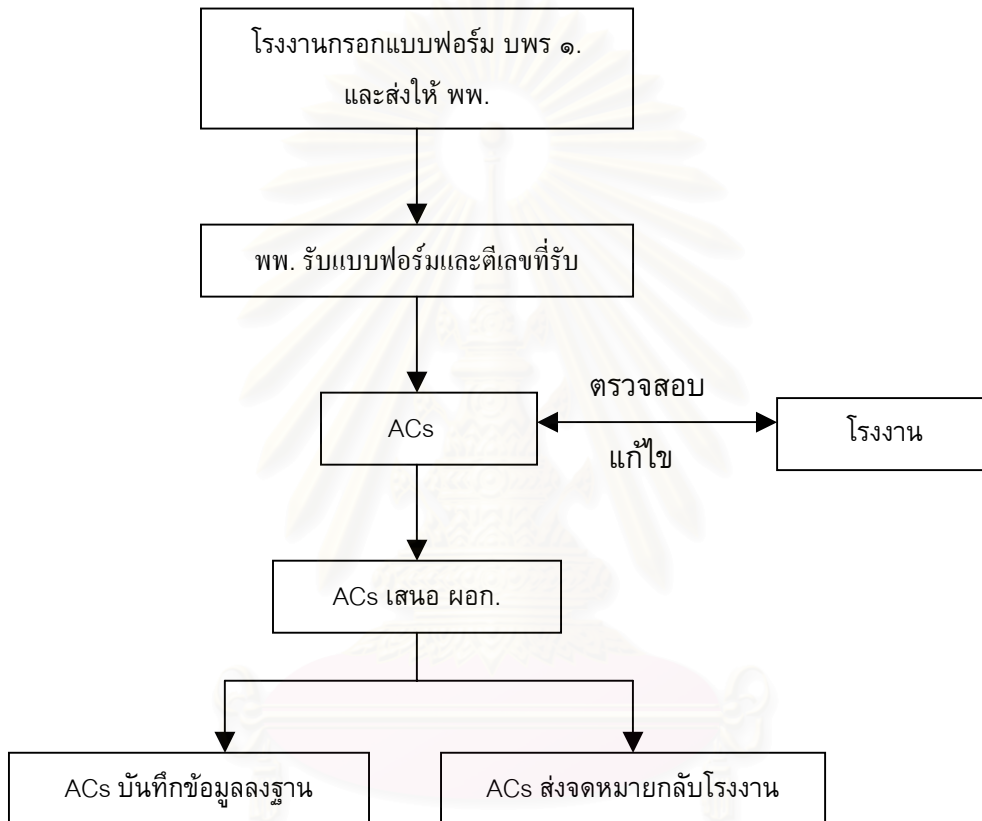 โรงงานกรอกแบบฟอร์ม บพร ๑.
และส่งให้ พพ.
พพ. รับแบบฟอร์มและตีเลขที่รับ
ตรวจสอบ
ACs
โรงงาน
แก้ไข
ACs เสนอ ผอก.
ACs บันทึกข้อมูลลงฐาน
ACs ส่งจดหมายกลับโรงงาน